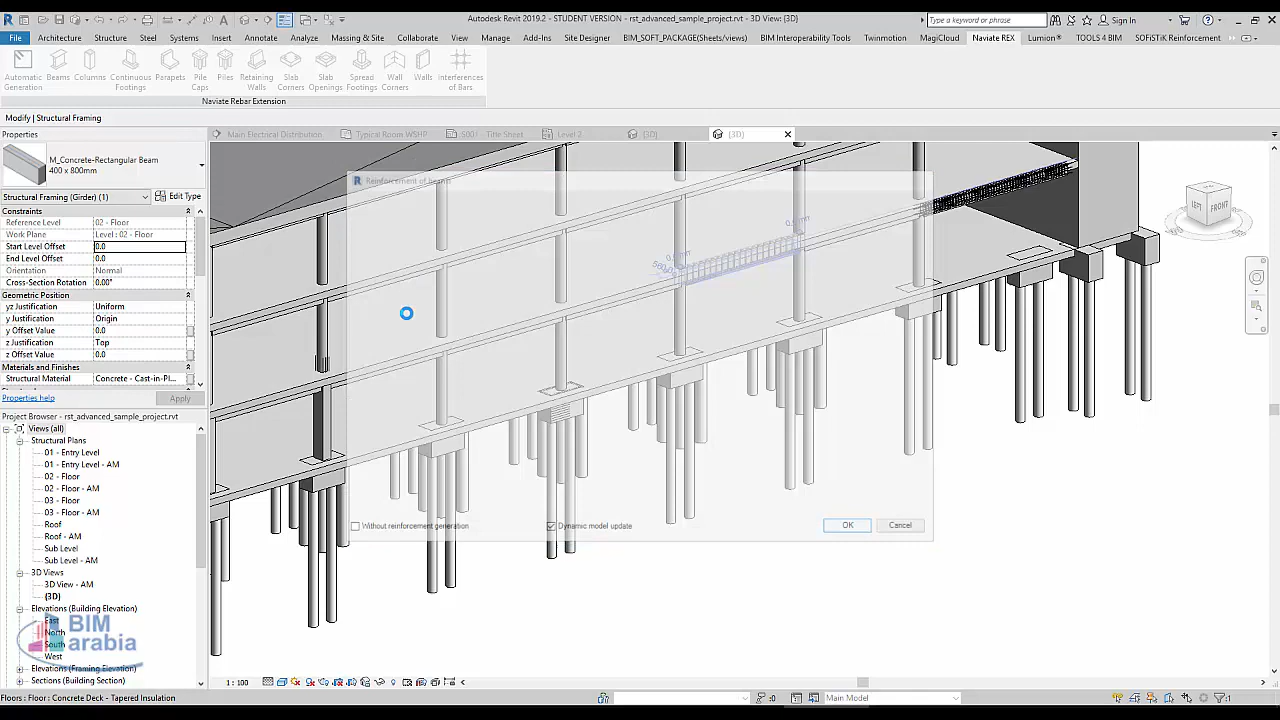 Autodesk Revit 2019.2 - STUDENT VERSION - rst_advanced_sample_project.rvt - 3D View: {3D}
Type a keyword or phrase
Sign In
File Architecture Structure Steel Systems Insert Annotate Analyze Massing & Site Collaborate View Manage Add-Ins Site Designer BIM_SOFT_PACKAGE(Sheets/views) BIM Interoperability Tools Twinmotion MagiCloud Naviate REX Lumion® TOOLS 4 BIM SOFiSTiK Reinforcement
Automatic Generation
Beams
Columns
Continuous Footings
Parapets
Pile Caps
Piles
Retaining Walls
Slab Corners
Slab Openings
Spread Footings
Wall Corners
Walls
Interferences of Bars
Naviate Rebar Extension
Modify | Structural Framing
Properties
Main Electrical Distribution
Typical Room WSHP
Title Sheet
Level 2
{3D}
{3D}
M_Concrete-Rectangular Beam
400 x 800mm
Structural Framing (Girder) (1)
Edit Type
Constraints
Reference Level 02 - Floor
Work Plane Level : 02 - Floor
Start Level Offset 0.0
End Level Offset 0.0
Orientation Normal
Cross-Section Rotation 0.00°
Geometric Position
yz Justification Uniform
y Justification Origin
y Offset Value 0.0
z Justification Top
z Offset Value 0.0
Materials and Finishes
Structural Material Concrete - Cast-in-Pl...
Properties help
Apply
Project Browser - rst_advanced_sample_project.rvt
Views (all)
Structural Plans
01 - Entry Level
01 - Entry Level - AM
02 - Floor
02 - Floor - AM
03 - Floor
03 - Floor - AM
Roof
Roof - AM
Sub Level
Sub Level - AM
3D Views
3D View - AM
{3D}
Elevations (Building Elevation)
East
North
South
West
Elevations (Framing Elevation)
Sections (Building Section)
BIM
arabia
Reinforcement of beams
LEFT
FRONT
Without reinforcement generation
Dynamic model update
OK
Cancel
1 : 100
Floors : Floor : Concrete Deck - Tapered Insulation
:0
Main Model
:1